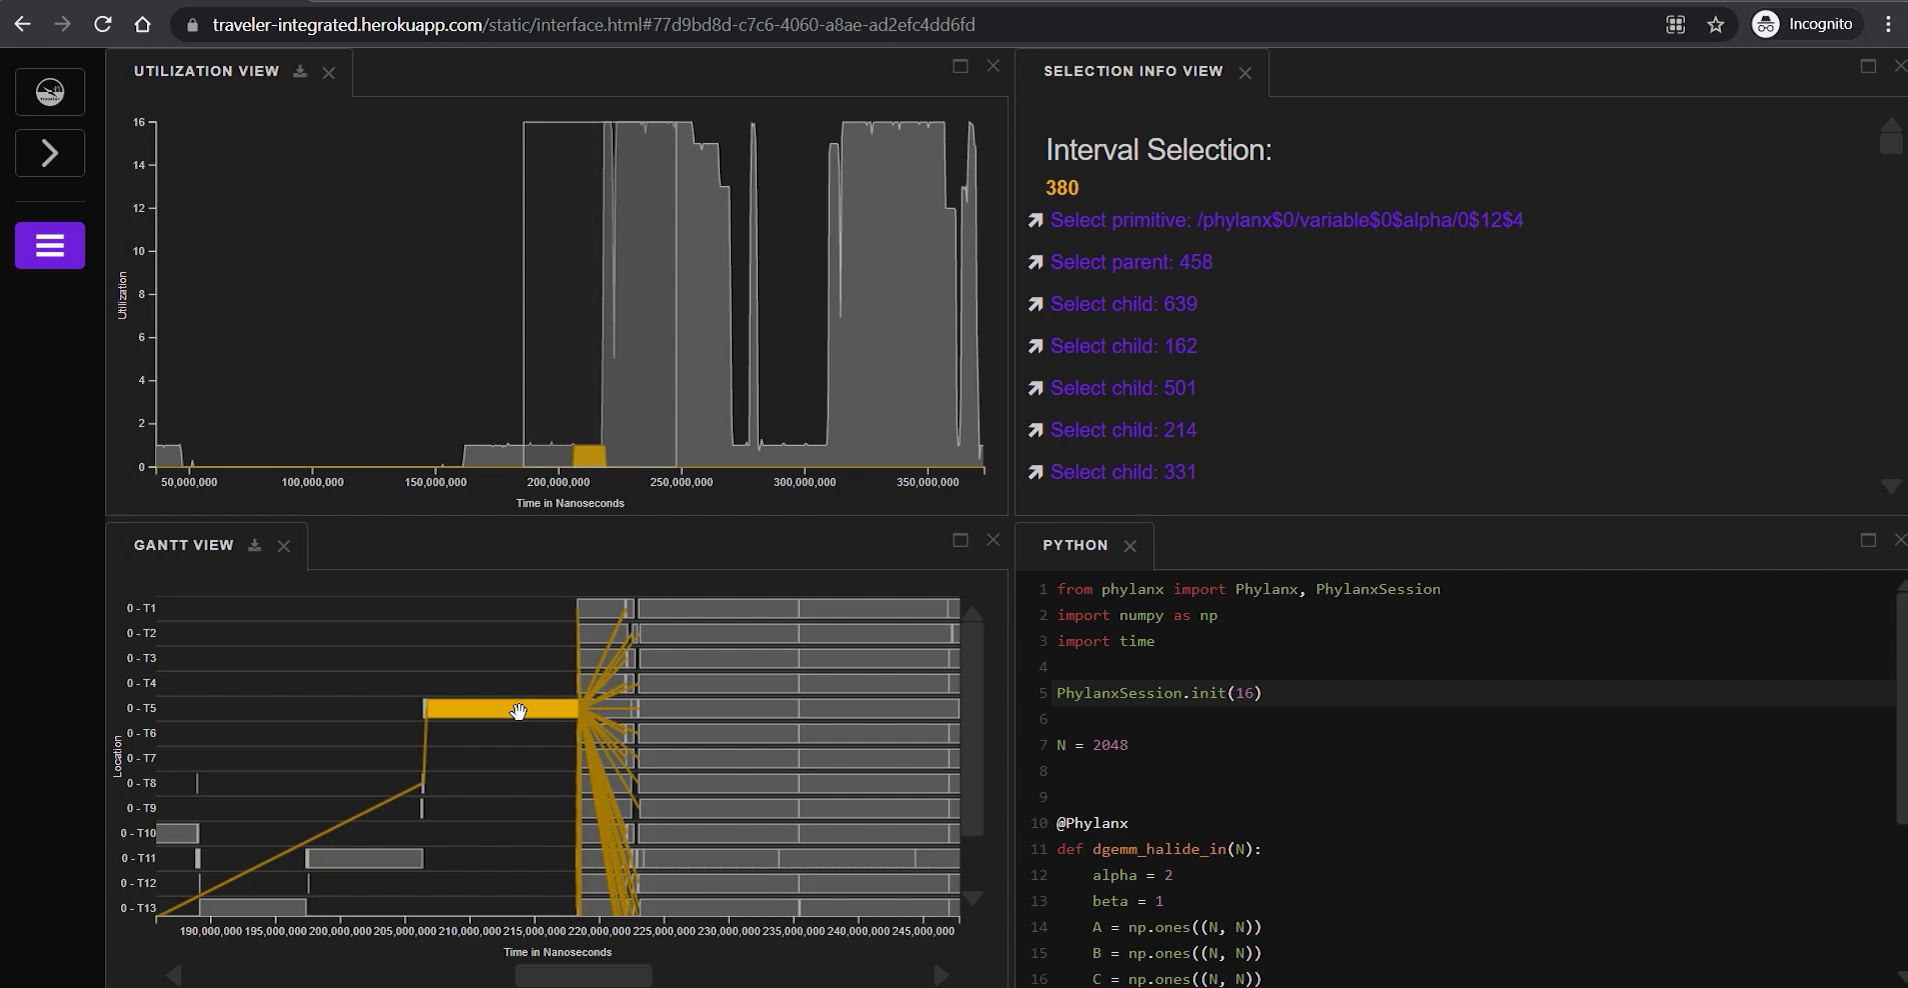 traveler-integrated.herokuapp.com/static/interface.html#77d9bd8d-c7c6-4060-a8ae-ad2efc4dd6fd
Incognito
traveler
UTILIZATION VIEW
16
14
12
10
8
6
4
2
0
Utilization
50,000,000 100,000,000 150,000,000 200,000,000 250,000,000 300,000,000 350,000,000
Time in Nanoseconds
SELECTION INFO VIEW
Interval Selection:
380
Select primitive: /phylanx$0/variable$0$alpha/0$12$4
Select parent: 458
Select child: 639
Select child: 162
Select child: 501
Select child: 214
Select child: 331
GANTT VIEW
0 - T1
0 - T2
0 - T3
0 - T4
0 - T5
0 - T6
0 - T7
0 - T8
0 - T9
0 - T10
0 - T11
0 - T12
0 - T13
Location
190,000,000 195,000,000 200,000,000 205,000,000 210,000,000 215,000,000 220,000,000 225,000,000 230,000,000 235,000,000 240,000,000 245,000,000
Time in Nanoseconds
PYTHON
1 from phylanx import Phylanx, PhylanxSession
2 import numpy as np
3 import time
4
5 PhylanxSession.init(16)
6
7 N = 2048
8
9
10 @Phylanx
11 def dgemm_halide_in(N):
12 alpha = 2
13 beta = 1
14 A = np.ones((N, N))
15 B = np.ones((N, N))
16 C = np.ones((N, N))